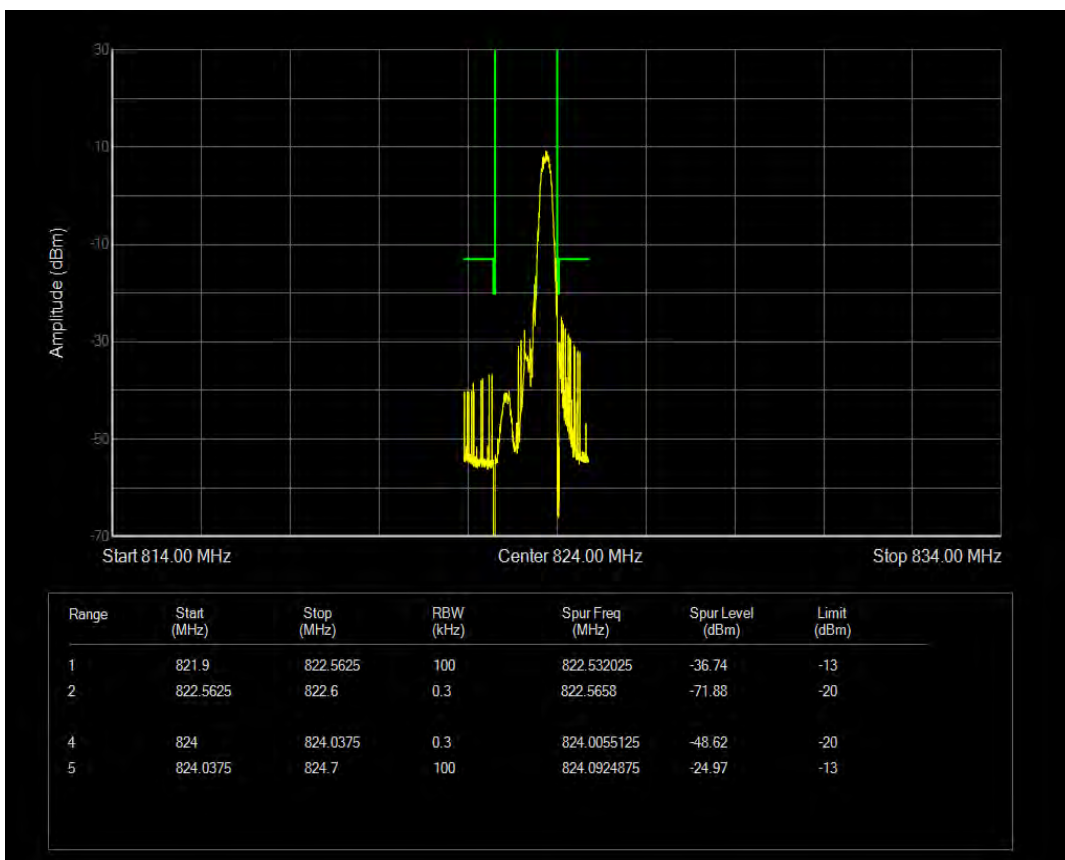 30
10
-10
-30
-50
-70
Amplitude (dBm)
Start 814.00 MHz Center 824.00 MHz Stop 834.00 MHz
Range Start (MHz) Stop (MHz) RBW (kHz) Spur Freq (MHz) Spur Level (dBm) Limit (dBm)
1 821.9 822.5625 100 822.532025 -36.74 -13
2 822.5625 822.6 0.3 822.5658 -71.88 -20
4 824 824.0375 0.3 824.0055125 -48.62 -20
5 824.0375 824.7 100 824.0924875 -24.97 -13